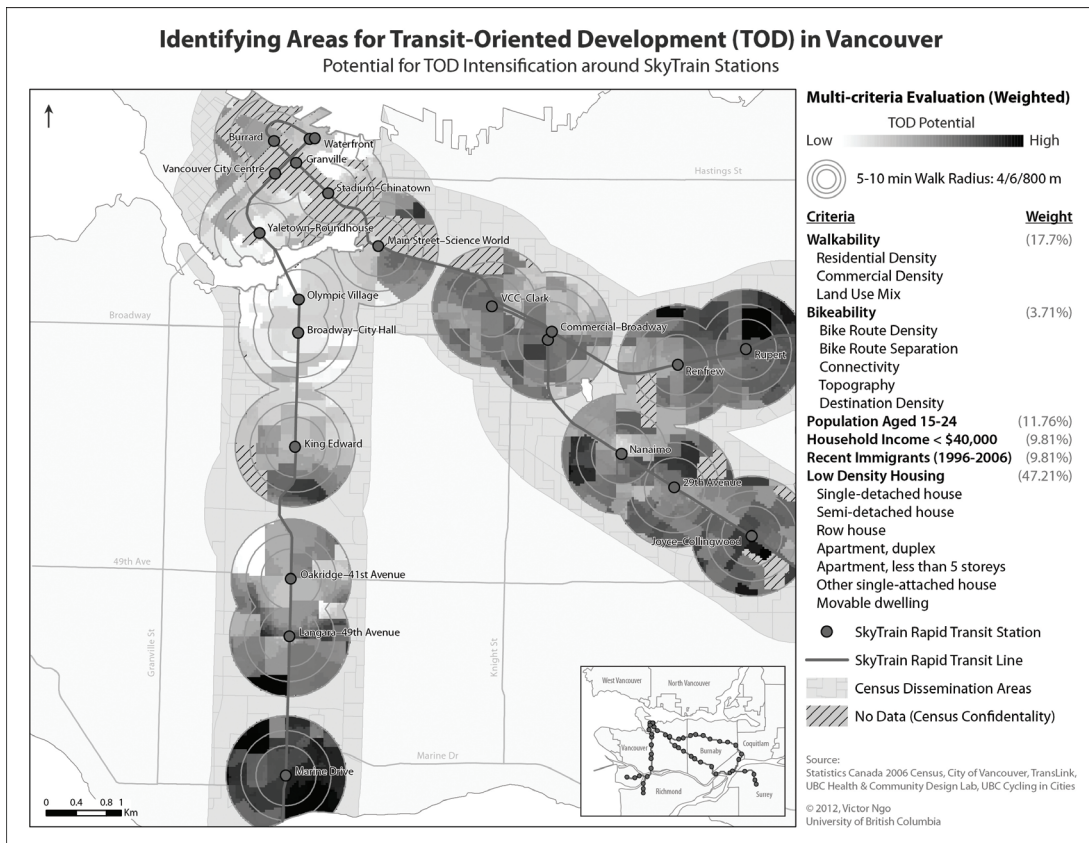 Identifying Areas for Transit-Oriented Development (TOD) in Vancouver
Potential for TOD Intensification around SkyTrain Stations
Burrard
Waterfront
Granville
Vancouver City Centre
Stadium–Chinatown
Hastings St
Yaletown–Roundhouse
Main Street–Science World
Olympic Village
VCC–Clark
Broadway
Broadway–City Hall
Commercial–Broadway
Rupert
Renfrew
King Edward
Nanaimo
29th Avenue
Joyce–Collingwood
49th Ave
Oakridge–41st Avenue
Langara–49th Avenue
Granville St
Knight St
Marine Dr
Marine Drive
0 0.4 0.8 1
Km
West Vancouver
North Vancouver
Vancouver
Burnaby
Coquitlam
Richmond
Surrey
Multi-criteria Evaluation (Weighted)
TOD Potential
Low High
5-10 min Walk Radius: 4/6/800 m
Criteria Weight
Walkability (17.7%)
Residential Density
Commercial Density
Land Use Mix
Bikeability (3.71%)
Bike Route Density
Bike Route Separation
Connectivity
Topography
Destination Density
Population Aged 15-24 (11.76%)
Household Income < $40,000 (9.81%)
Recent Immigrants (1996-2006) (9.81%)
Low Density Housing (47.21%)
Single-detached house
Semi-detached house
Row house
Apartment, duplex
Apartment, less than 5 storeys
Other single-attached house
Movable dwelling
SkyTrain Rapid Transit Station
SkyTrain Rapid Transit Line
Census Dissemination Areas
No Data (Census Confidentality)
Source:
Statistics Canada 2006 Census, City of Vancouver, TransLink,
UBC Health & Community Design Lab, UBC Cycling in Cities
© 2012, Victor Ngo
University of British Columbia